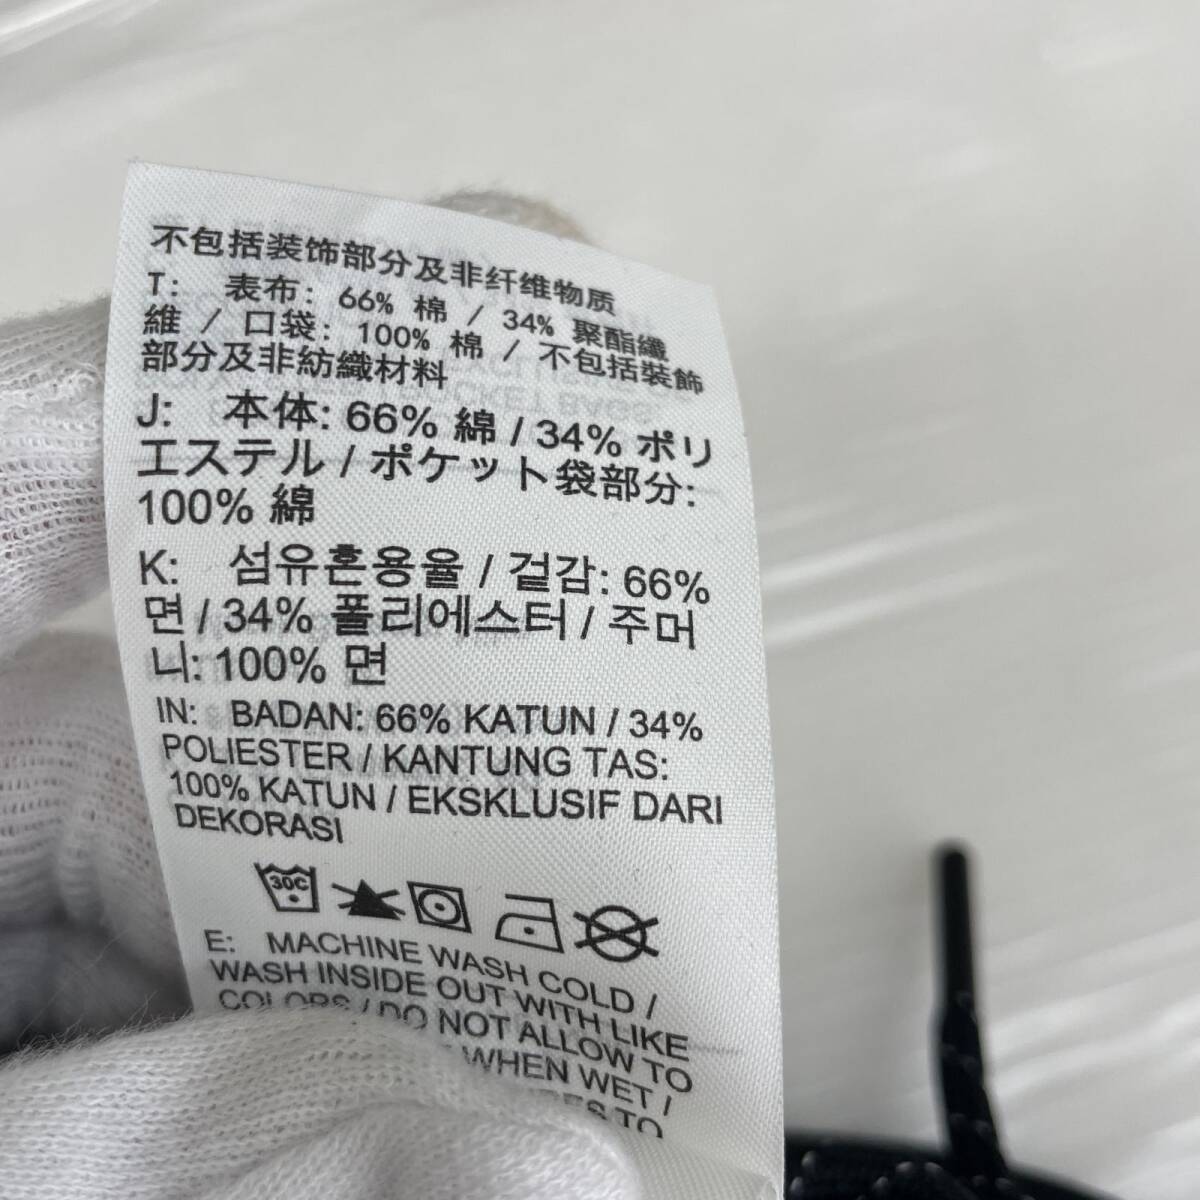 不包括装饰部分及非纤维物质
T: 表布: 66% 棉 / 34% 聚酯纖
維 / 口袋: 100% 棉 / 不包括裝飾
部分及非紡織材料
J: 本体: 66% 綿 / 34% ポリ
エステル / ポケット袋部分:
100% 綿
K: 섬유혼용율 / 겉감: 66%
면 / 34% 폴리에스터 / 주머
니: 100% 면
IN: BADAN: 66% KATUN / 34%
POLIESTER / KANTUNG TAS:
100% KATUN / EKSKLUSIF DARI
DEKORASI
30C
E: MACHINE WASH COLD /
WASH INSIDE OUT WITH LIKE
COLORS / DO NOT ALLOW TO
WHEN WET /
TO